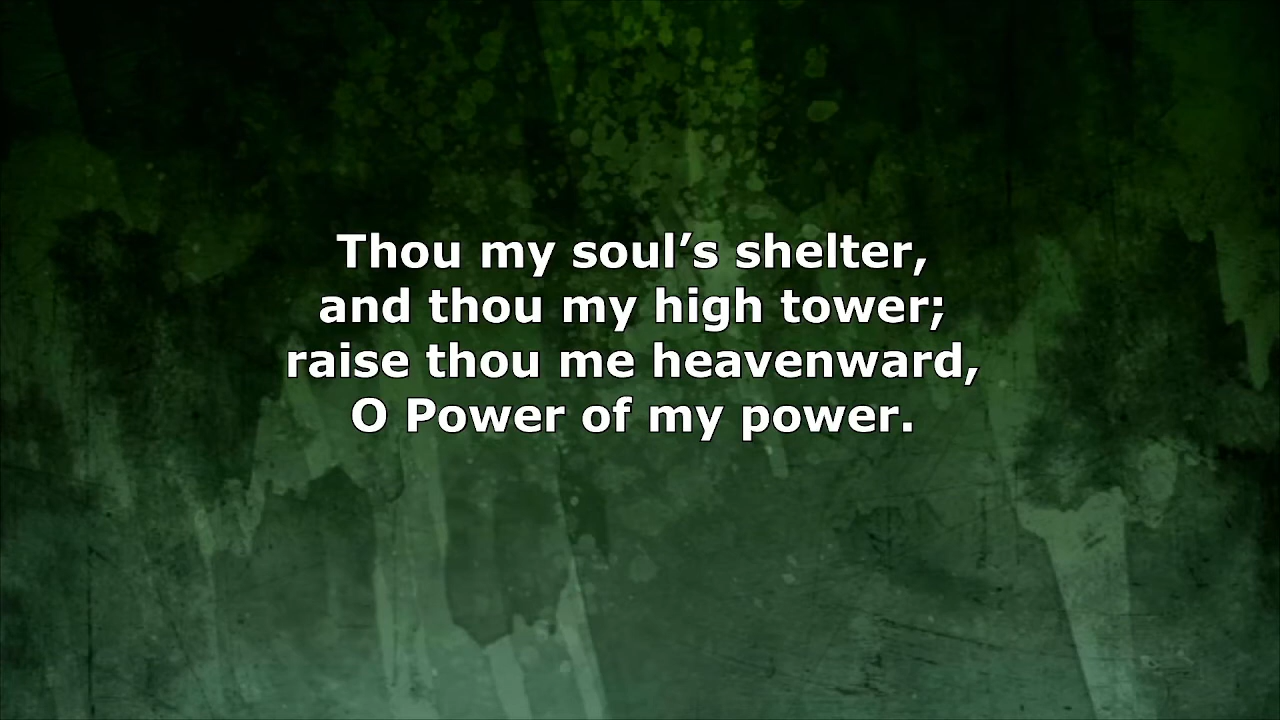 Thou my soul’s shelter,
and thou my high tower;
raise thou me heavenward,
O Power of my power.